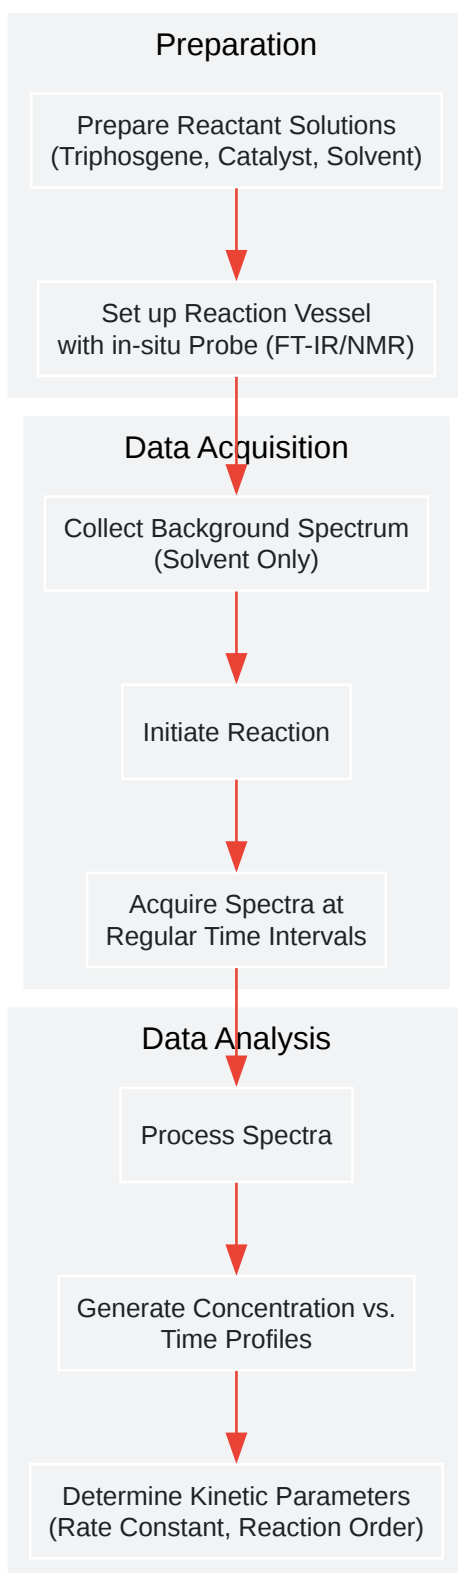 Preparation
Prepare Reactant Solutions
(Triphosgene, Catalyst, Solvent)
Set up Reaction Vessel
with in-situ Probe (FT-IR/NMR)
Data Acquisition
Collect Background Spectrum
(Solvent Only)
Initiate Reaction
Acquire Spectra at
Regular Time Intervals
Data Analysis
Process Spectra
Generate Concentration vs.
Time Profiles
Determine Kinetic Parameters
(Rate Constant, Reaction Order)